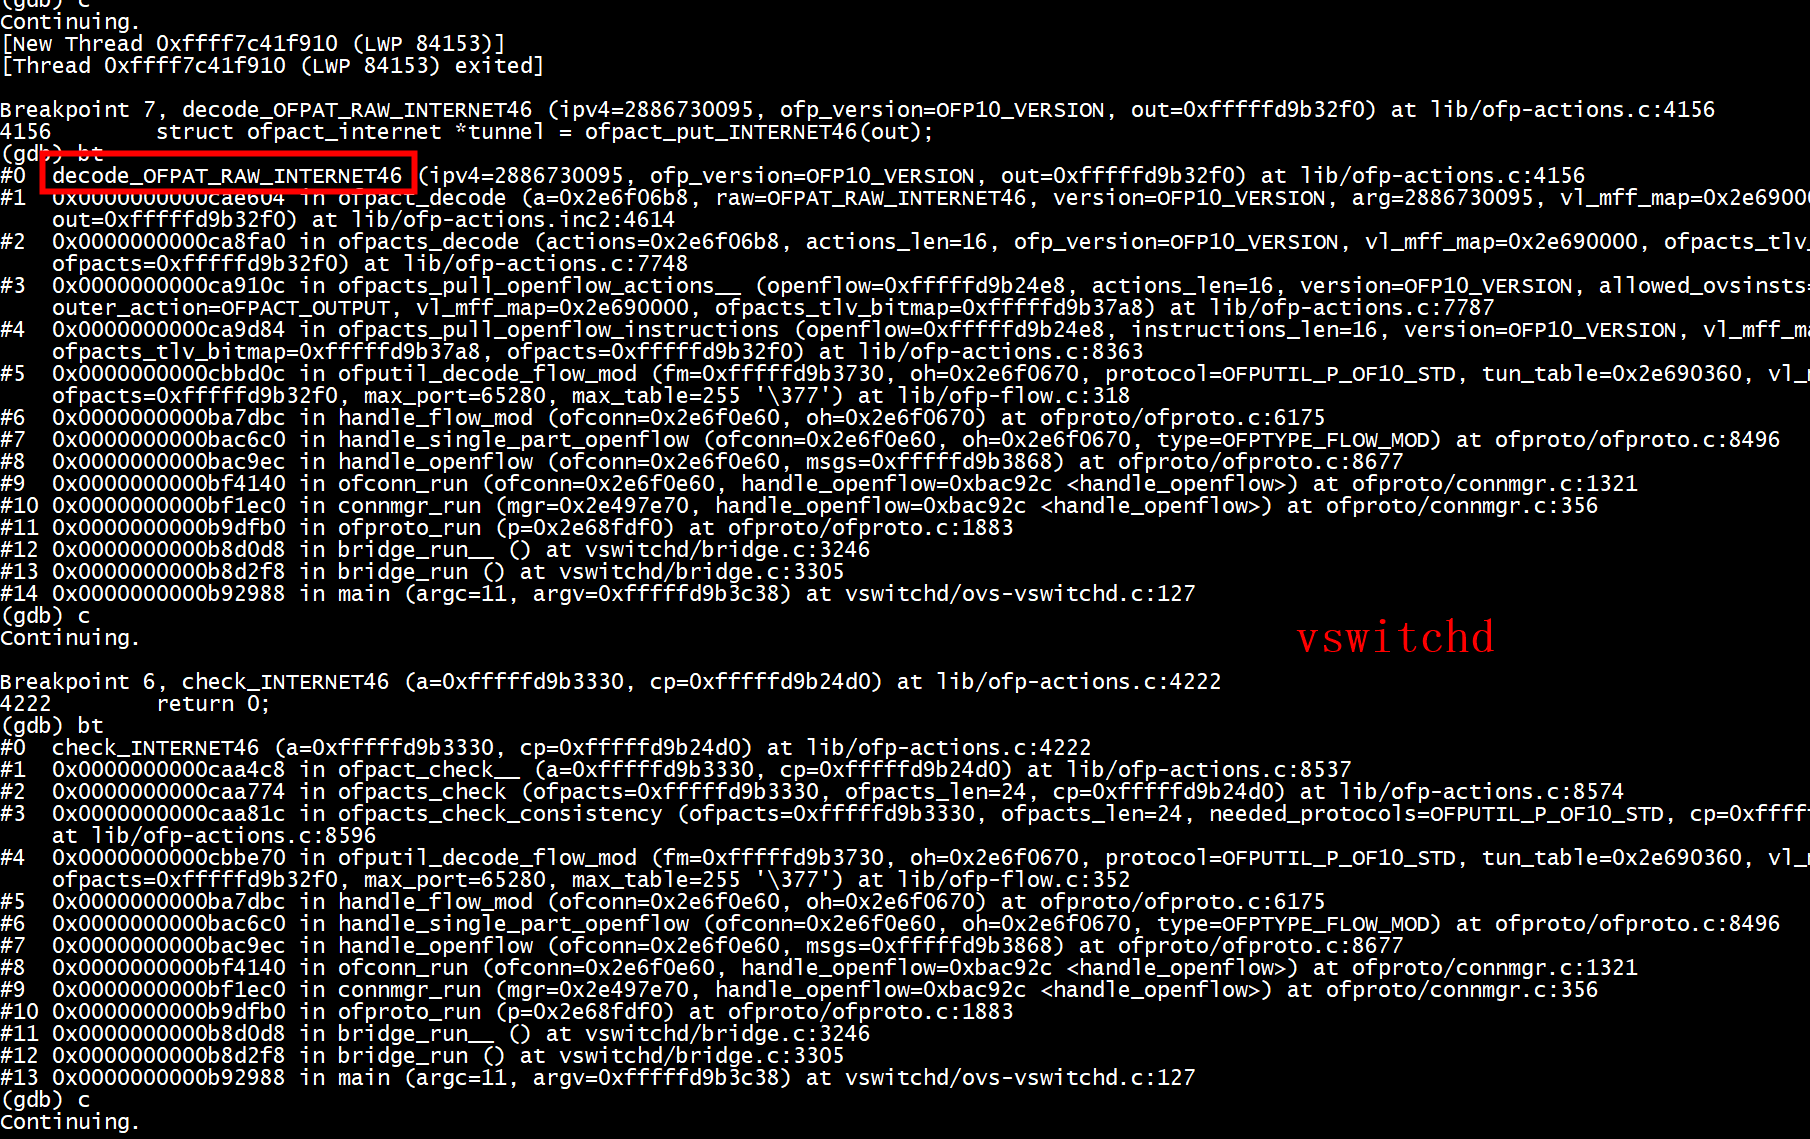 (gdb) c
Continuing.
[New Thread 0xffff7c41f910 (LWP 84153)]
[Thread 0xffff7c41f910 (LWP 84153) exited]
Breakpoint 7, decode_OFPAT_RAW_INTERNET46 (ipv4=2886730095, ofp_version=OFP10_VERSION, out=0xfffffd9b32f0) at lib/ofp-actions.c:4156
4156        struct ofpact_internet *tunnel = ofpact_put_INTERNET46(out);
(gdb) bt
#0  decode_OFPAT_RAW_INTERNET46 (ipv4=2886730095, ofp_version=OFP10_VERSION, out=0xfffffd9b32f0) at lib/ofp-actions.c:4156
#1  0x0000000000cae604 in ofpact_decode (a=0x2e6f06b8, raw=OFPAT_RAW_INTERNET46, version=OFP10_VERSION, arg=2886730095, vl_mff_map=0x2e69000
    out=0xfffffd9b32f0) at lib/ofp-actions.inc2:4614
#2  0x0000000000ca8fa0 in ofpacts_decode (actions=0x2e6f06b8, actions_len=16, ofp_version=OFP10_VERSION, vl_mff_map=0x2e690000, ofpacts_tlv_
    ofpacts=0xfffffd9b32f0) at lib/ofp-actions.c:7748
#3  0x0000000000ca910c in ofpacts_pull_openflow_actions__ (openflow=0xfffffd9b24e8, actions_len=16, version=OFP10_VERSION, allowed_ovsinsts=
    outer_action=OFPACT_OUTPUT, vl_mff_map=0x2e690000, ofpacts_tlv_bitmap=0xfffffd9b37a8) at lib/ofp-actions.c:7787
#4  0x0000000000ca9d84 in ofpacts_pull_openflow_instructions (openflow=0xfffffd9b24e8, instructions_len=16, version=OFP10_VERSION, vl_mff_ma
    ofpacts_tlv_bitmap=0xfffffd9b37a8, ofpacts=0xfffffd9b32f0) at lib/ofp-actions.c:8363
#5  0x0000000000cbbd0c in ofputil_decode_flow_mod (fm=0xfffffd9b3730, oh=0x2e6f0670, protocol=OFPUTIL_P_OF10_STD, tun_table=0x2e690360, vl_m
    ofpacts=0xfffffd9b32f0, max_port=65280, max_table=255 '\377') at lib/ofp-flow.c:318
#6  0x0000000000ba7dbc in handle_flow_mod (ofconn=0x2e6f0e60, oh=0x2e6f0670) at ofproto/ofproto.c:6175
#7  0x0000000000bac6c0 in handle_single_part_openflow (ofconn=0x2e6f0e60, oh=0x2e6f0670, type=OFPTYPE_FLOW_MOD) at ofproto/ofproto.c:8496
#8  0x0000000000bac9ec in handle_openflow (ofconn=0x2e6f0e60, msgs=0xfffffd9b3868) at ofproto/ofproto.c:8677
#9  0x0000000000bf4140 in ofconn_run (ofconn=0x2e6f0e60, handle_openflow=0xbac92c <handle_openflow>) at ofproto/connmgr.c:1321
#10 0x0000000000bf1ec0 in connmgr_run (mgr=0x2e497e70, handle_openflow=0xbac92c <handle_openflow>) at ofproto/connmgr.c:356
#11 0x0000000000b9dfb0 in ofproto_run (p=0x2e68fdf0) at ofproto/ofproto.c:1883
#12 0x0000000000b8d0d8 in bridge_run__ () at vswitchd/bridge.c:3246
#13 0x0000000000b8d2f8 in bridge_run () at vswitchd/bridge.c:3305
#14 0x0000000000b92988 in main (argc=11, argv=0xfffffd9b3c38) at vswitchd/ovs-vswitchd.c:127
(gdb) c
Continuing.
vswitchd
Breakpoint 6, check_INTERNET46 (a=0xfffffd9b3330, cp=0xfffffd9b24d0) at lib/ofp-actions.c:4222
4222        return 0;
(gdb) bt
#0  check_INTERNET46 (a=0xfffffd9b3330, cp=0xfffffd9b24d0) at lib/ofp-actions.c:4222
#1  0x0000000000caa4c8 in ofpact_check__ (a=0xfffffd9b3330, cp=0xfffffd9b24d0) at lib/ofp-actions.c:8537
#2  0x0000000000caa774 in ofpacts_check (ofpacts=0xfffffd9b3330, ofpacts_len=24, cp=0xfffffd9b24d0) at lib/ofp-actions.c:8574
#3  0x0000000000caa81c in ofpacts_check_consistency (ofpacts=0xfffffd9b3330, ofpacts_len=24, needed_protocols=OFPUTIL_P_OF10_STD, cp=0xfffff
    at lib/ofp-actions.c:8596
#4  0x0000000000cbbe70 in ofputil_decode_flow_mod (fm=0xfffffd9b3730, oh=0x2e6f0670, protocol=OFPUTIL_P_OF10_STD, tun_table=0x2e690360, vl_m
    ofpacts=0xfffffd9b32f0, max_port=65280, max_table=255 '\377') at lib/ofp-flow.c:352
#5  0x0000000000ba7dbc in handle_flow_mod (ofconn=0x2e6f0e60, oh=0x2e6f0670) at ofproto/ofproto.c:6175
#6  0x0000000000bac6c0 in handle_single_part_openflow (ofconn=0x2e6f0e60, oh=0x2e6f0670, type=OFPTYPE_FLOW_MOD) at ofproto/ofproto.c:8496
#7  0x0000000000bac9ec in handle_openflow (ofconn=0x2e6f0e60, msgs=0xfffffd9b3868) at ofproto/ofproto.c:8677
#8  0x0000000000bf4140 in ofconn_run (ofconn=0x2e6f0e60, handle_openflow=0xbac92c <handle_openflow>) at ofproto/connmgr.c:1321
#9  0x0000000000bf1ec0 in connmgr_run (mgr=0x2e497e70, handle_openflow=0xbac92c <handle_openflow>) at ofproto/connmgr.c:356
#10 0x0000000000b9dfb0 in ofproto_run (p=0x2e68fdf0) at ofproto/ofproto.c:1883
#11 0x0000000000b8d0d8 in bridge_run__ () at vswitchd/bridge.c:3246
#12 0x0000000000b8d2f8 in bridge_run () at vswitchd/bridge.c:3305
#13 0x0000000000b92988 in main (argc=11, argv=0xfffffd9b3c38) at vswitchd/ovs-vswitchd.c:127
(gdb) c
Continuing.